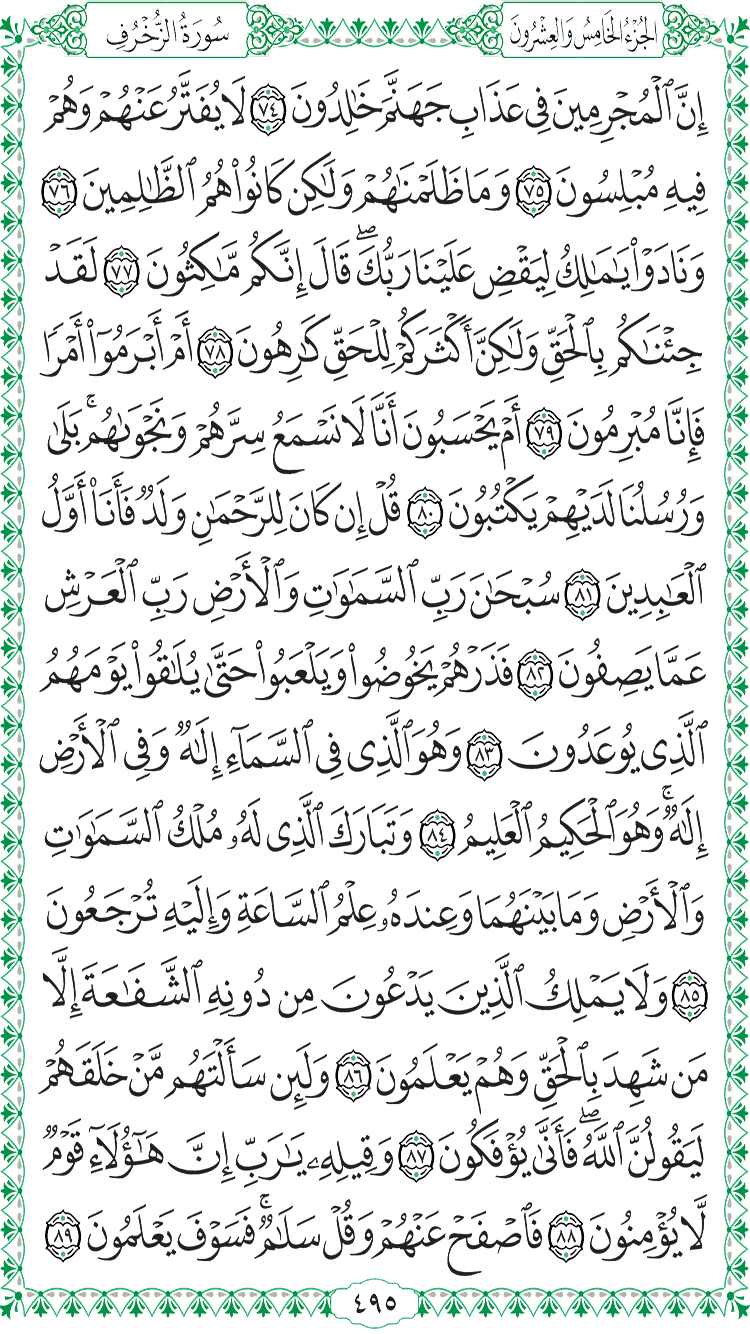 الجُزْءُ الخَامِسُ وَالعِشْرُونَ
سُورَةُ الزُّخْرُفِ
إِنَّ ٱلْمُجْرِمِينَ فِى عَذَابِ جَهَنَّمَ خَٰلِدُونَ ٧٤ لَا يُفَتَّرُ عَنْهُمْ وَهُمْ
فِيهِ مُبْلِسُونَ ٧٥ وَمَا ظَلَمْنَٰهُمْ وَلَٰكِن كَانُوا۟ هُمُ ٱلظَّٰلِمِينَ ٧٦
وَنَادَوْا۟ يَٰمَٰلِكُ لِيَقْضِ عَلَيْنَا رَبُّكَ ۖ قَالَ إِنَّكُم مَّٰكِثُونَ ٧٧ لَقَدْ
جِئْنَٰكُم بِٱلْحَقِّ وَلَٰكِنَّ أَكْثَرَكُمْ لِلْحَقِّ كَٰرِهُونَ ٧٨ أَمْ أَبْرَمُوٓا۟ أَمْرًا
فَإِنَّا مُبْرِمُونَ ٧٩ أَمْ يَحْسَبُونَ أَنَّا لَا نَسْمَعُ سِرَّهُمْ وَنَجْوَىٰهُم ۚ بَلَىٰ
وَرُسُلُنَا لَدَيْهِمْ يَكْتُبُونَ ٨٠ قُلْ إِن كَانَ لِلرَّحْمَٰنِ وَلَدٌ فَأَنَا۠ أَوَّلُ
ٱلْعَٰبِدِينَ ٨١ سُبْحَٰنَ رَبِّ ٱلسَّمَٰوَٰتِ وَٱلْأَرْضِ رَبِّ ٱلْعَرْشِ
عَمَّا يَصِفُونَ ٨٢ فَذَرْهُمْ يَخُوضُوا۟ وَيَلْعَبُوا۟ حَتَّىٰ يُلَٰقُوا۟ يَوْمَهُمُ
ٱلَّذِى يُوعَدُونَ ٨٣ وَهُوَ ٱلَّذِى فِى ٱلسَّمَآءِ إِلَٰهٌ وَفِى ٱلْأَرْضِ
إِلَٰهٌ ۚ وَهُوَ ٱلْحَكِيمُ ٱلْعَلِيمُ ٨٤ وَتَبَارَكَ ٱلَّذِى لَهُۥ مُلْكُ ٱلسَّمَٰوَٰتِ
وَٱلْأَرْضِ وَمَا بَيْنَهُمَا وَعِندَهُۥ عِلْمُ ٱلسَّاعَةِ وَإِلَيْهِ تُرْجَعُونَ
٨٥ وَلَا يَمْلِكُ ٱلَّذِينَ يَدْعُونَ مِن دُونِهِ ٱلشَّفَٰعَةَ إِلَّا
مَن شَهِدَ بِٱلْحَقِّ وَهُمْ يَعْلَمُونَ ٨٦ وَلَئِن سَأَلْتَهُم مَّنْ خَلَقَهُمْ
لَيَقُولُنَّ ٱللَّهُ ۖ فَأَنَّىٰ يُؤْفَكُونَ ٨٧ وَقِيلِهِۦ يَٰرَبِّ إِنَّ هَٰٓؤُلَآءِ قَوْمٌ
لَّا يُؤْمِنُونَ ٨٨ فَٱصْفَحْ عَنْهُمْ وَقُلْ سَلَٰمٌ ۚ فَسَوْفَ يَعْلَمُونَ ٨٩
٤٩٥